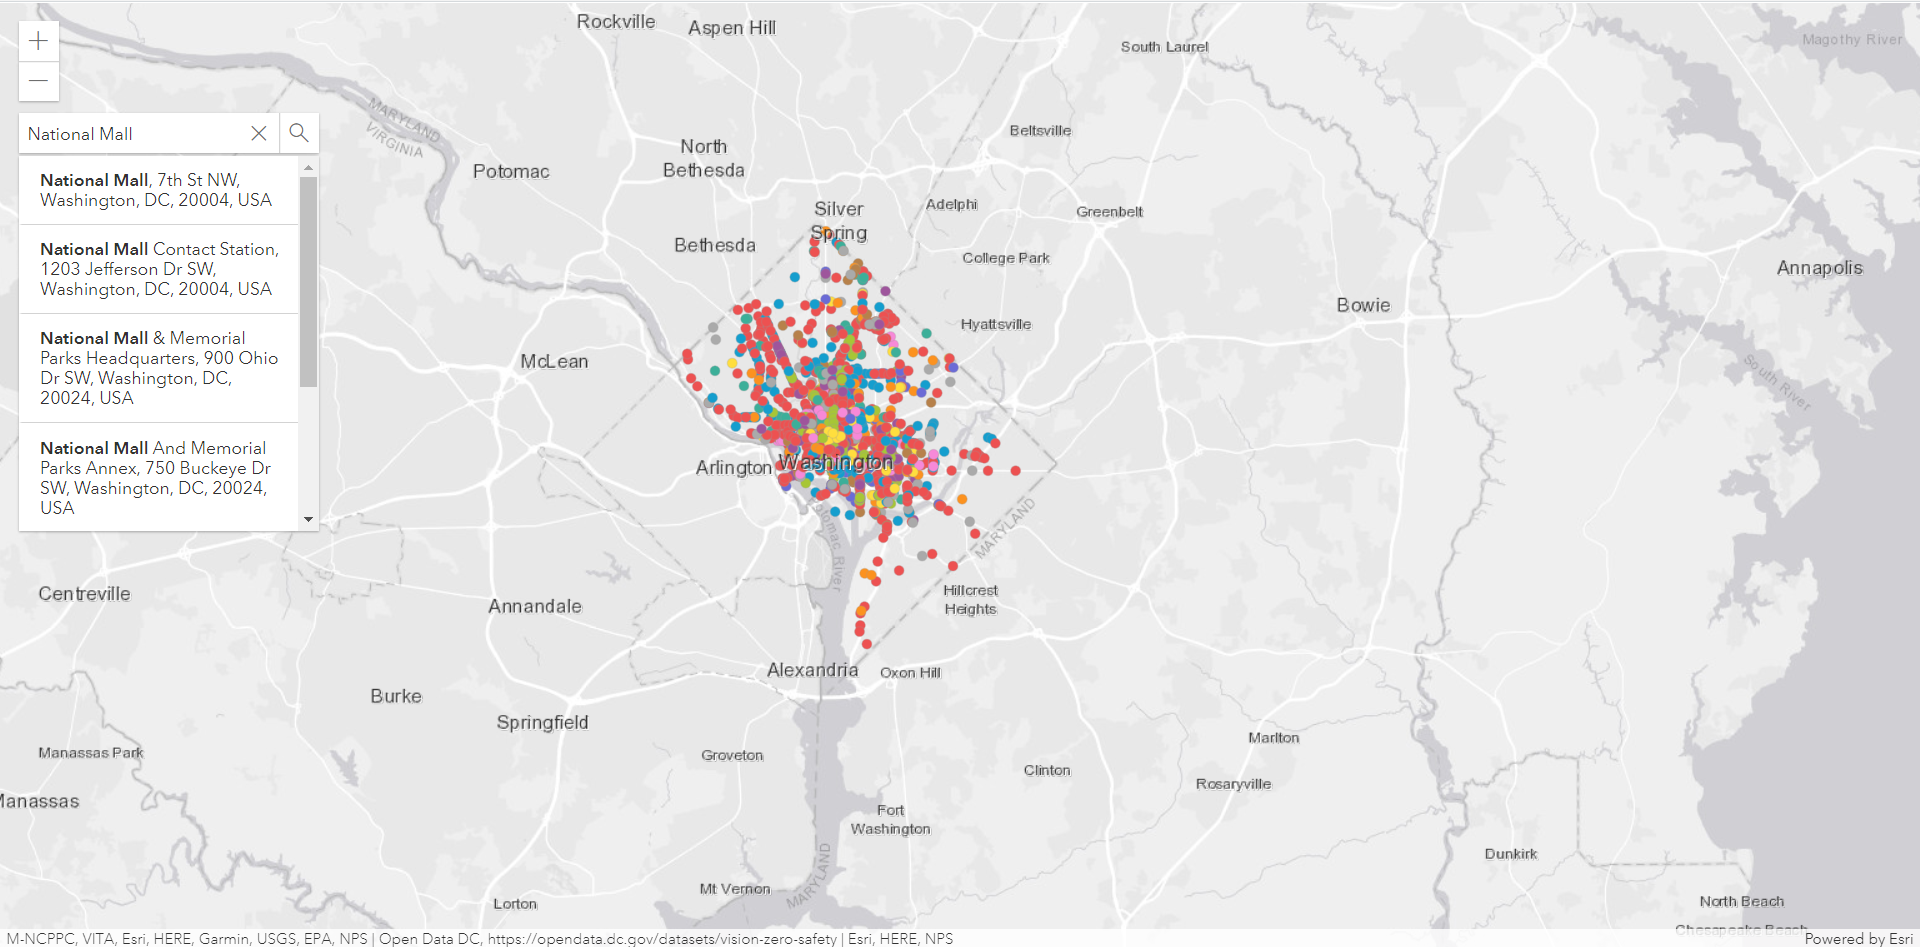 Rockville
Aspen Hill
South Laurel
Magothy River
+
−
National Mall
National Mall, 7th St NW,
Washington, DC, 20004, USA
National Mall Contact Station,
1203 Jefferson Dr SW,
Washington, DC, 20004, USA
National Mall & Memorial
Parks Headquarters, 900 Ohio
Dr SW, Washington, DC,
20024, USA
National Mall And Memorial
Parks Annex, 750 Buckeye Dr
SW, Washington, DC, 20024,
USA
MARYLAND
VIRGINIA
Beltsville
North
Bethesda
Potomac
Silver
Spring
Adelphi
Greenbelt
Bethesda
College Park
Annapolis
Bowie
Hyattsville
McLean
South River
Arlington
Washington
MARYLAND
Potomac River
Centreville
Annandale
Hillcrest
Heights
Alexandria
Oxon Hill
Burke
Springfield
Manassas Park
Groveton
Marlton
Clinton
Rosaryville
Manassas
Fort
Washington
Dunkirk
MARYLAND
Mt Vernon
Lorton
North Beach
Chesapeake Beach
M-NCPPC, VITA, Esri, HERE, Garmin, USGS, EPA, NPS | Open Data DC, https://opendata.dc.gov/datasets/vision-zero-safety | Esri, HERE, NPS
Powered by Esri